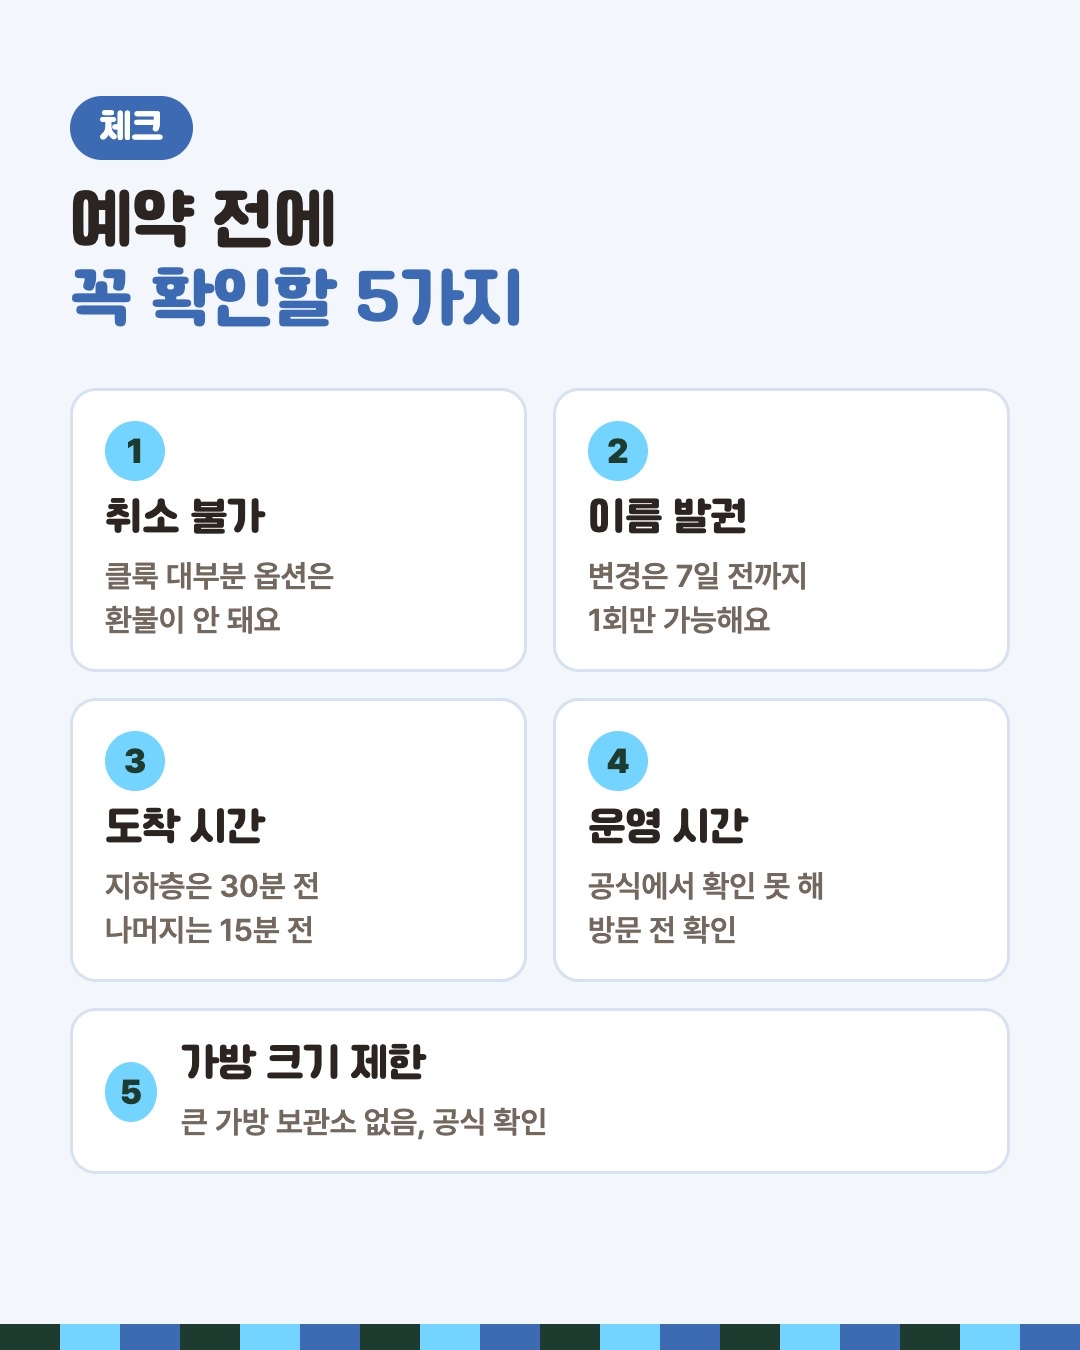 체크
예약 전에
꼭 확인할 5가지
1
취소 불가
클룩 대부분 옵션은
환불이 안 돼요
2
이름 발권
변경은 7일 전까지
1회만 가능해요
3
도착 시간
지하층은 30분 전
나머지는 15분 전
4
운영 시간
공식에서 확인 못 해
방문 전 확인
5
가방 크기 제한
큰 가방 보관소 없음, 공식 확인